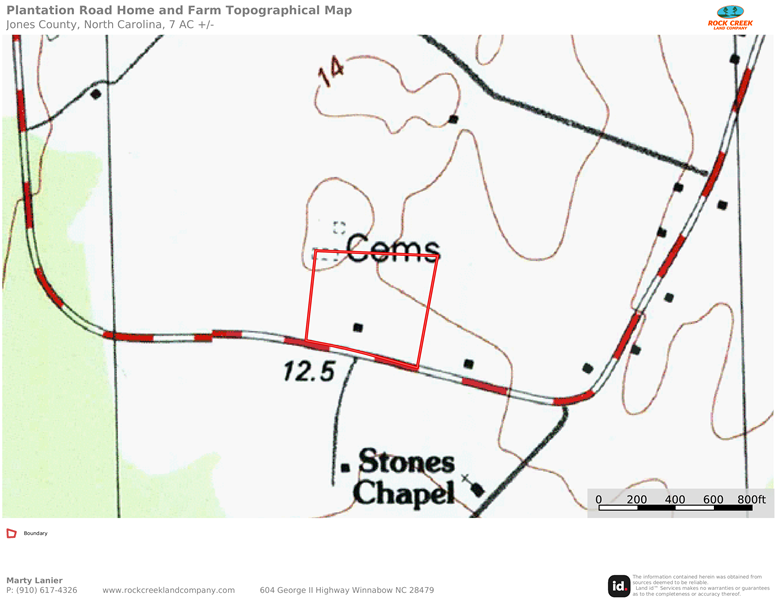 Plantation Road Home and Farm Topographical Map
Jones County, North Carolina, 7 AC +/-
ROCK CREEK
LAND COMPANY
14
Cems
12.5
Stones
Chapel
0 200 400 600 800ft
Boundary
Marty Lanier
P: (910) 617-4326 www.rockcreeklandcompany.com 604 George II Highway Winnabow NC 28479
id.
The information contained herein was obtained from
sources deemed to be reliable.
Land id™ Services makes no warranties or guarantees
as to the completeness or accuracy thereof.